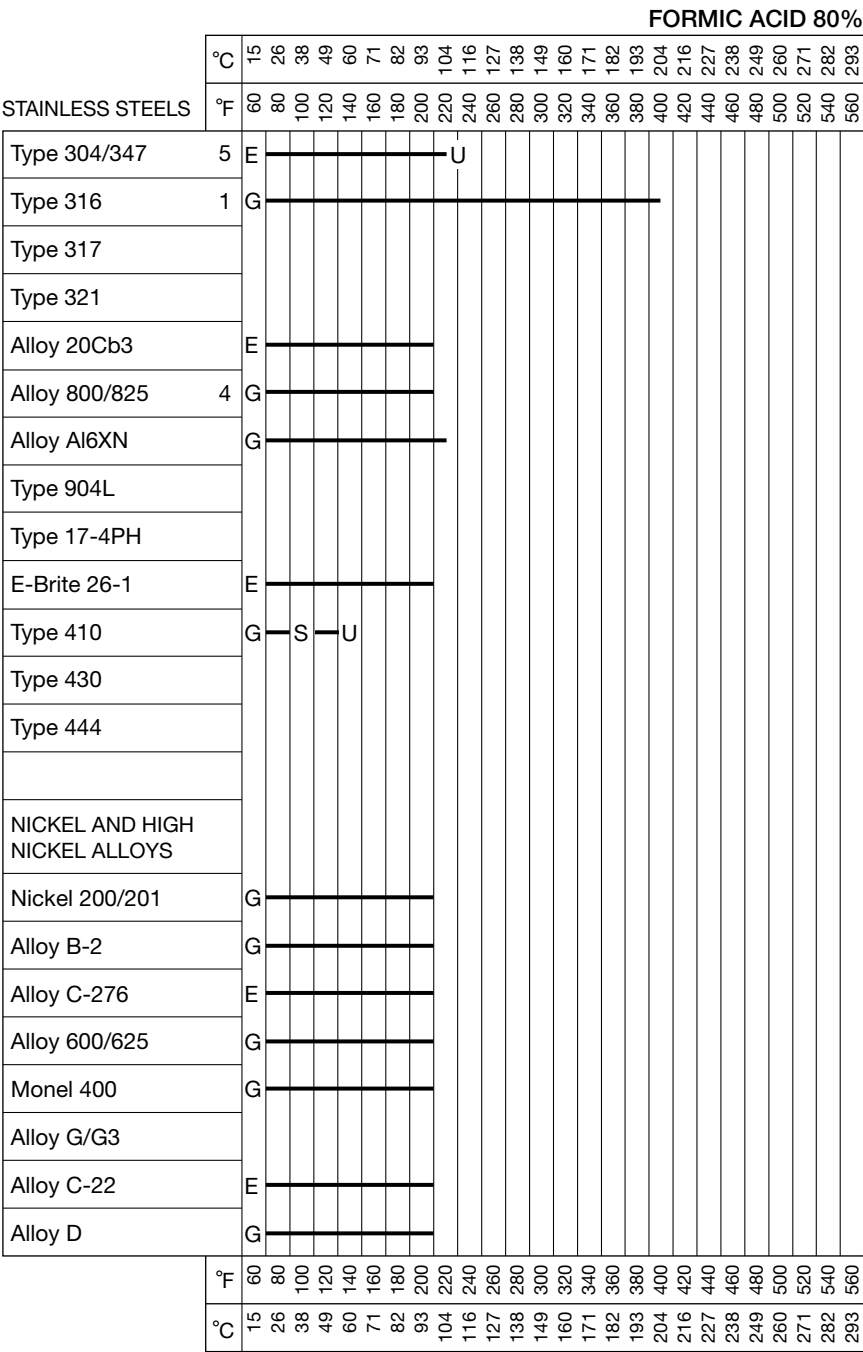 FORMIC ACID 80%
°C 15 26 38 49 60 71 82 93 104 116 127 138 149 160 171 182 193 204 216 227 238 249 260 271 282 293
STAINLESS STEELS °F 60 80 100 120 140 160 180 200 220 240 260 280 300 320 340 360 380 400 420 440 460 480 500 520 540 560
Type 304/347 5 E U
Type 316 1 G
Type 317
Type 321
Alloy 20Cb3 E
Alloy 800/825 4 G
Alloy Al6XN G
Type 904L
Type 17-4PH
E-Brite 26-1 E
Type 410 G S U
Type 430
Type 444
NICKEL AND HIGH
NICKEL ALLOYS
Nickel 200/201 G
Alloy B-2 G
Alloy C-276 E
Alloy 600/625 G
Monel 400 G
Alloy G/G3
Alloy C-22 E
Alloy D G
°F 60 80 100 120 140 160 180 200 220 240 260 280 300 320 340 360 380 400 420 440 460 480 500 520 540 560
°C 15 26 38 49 60 71 82 93 104 116 127 138 149 160 171 182 193 204 216 227 238 249 260 271 282 293